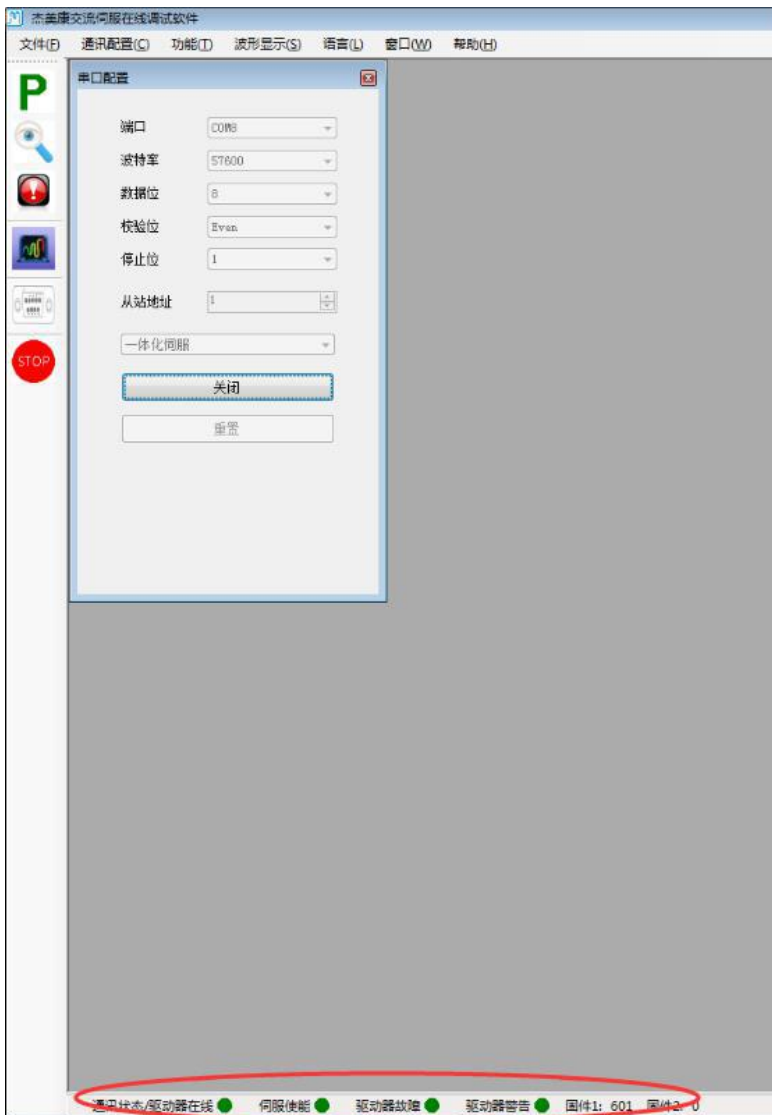 杰美康交流伺服在线调试软件
文件(F) 通讯配置(C) 功能(T) 波形显示(S) 语言(L) 窗口(W) 帮助(H)
串口配置
P
端口 COM8
波特率 57600
数据位 8
校验位 Even
停止位 1
从站地址 1
一体化伺服
STOP
关闭
重置
通讯状态/驱动器在线 伺服使能 驱动器故障 驱动器警告 固件1: 601 固件2: 0